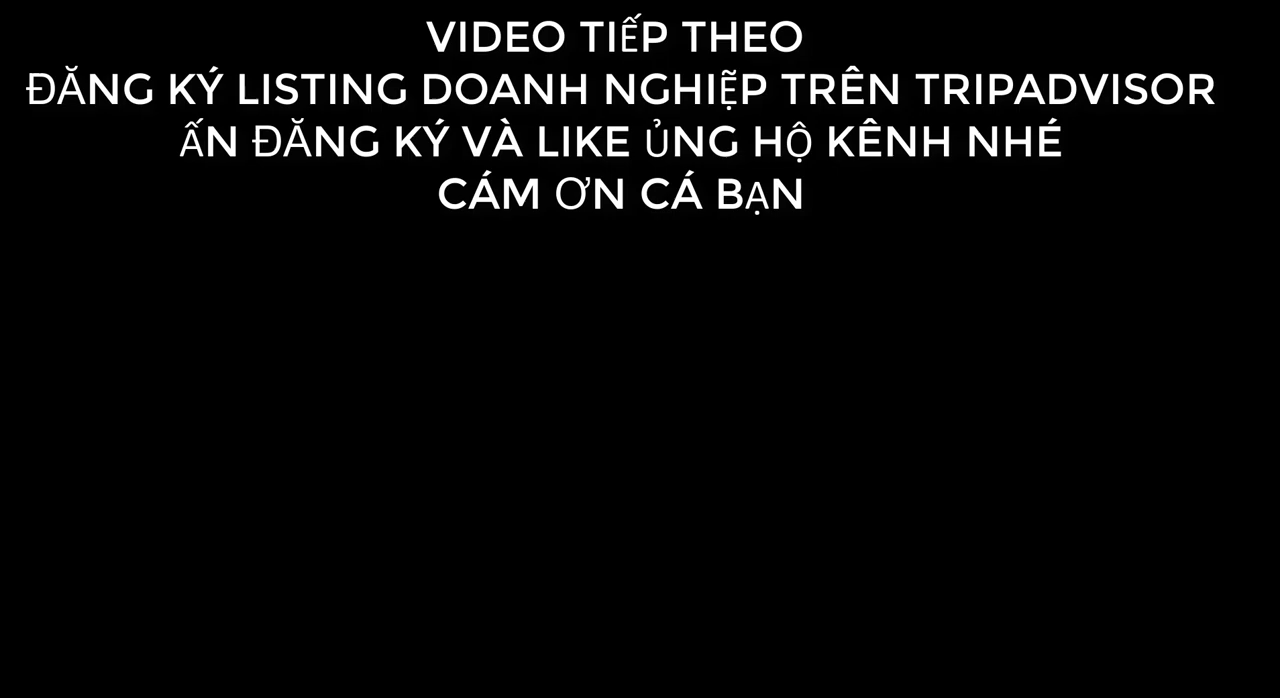 VIDEO TIẾP THEO
ĐĂNG KÝ LISTING DOANH NGHIỆP TRÊN TRIPADVISOR
ẤN ĐĂNG KÝ VÀ LIKE ỦNG HỘ KÊNH NHÉ
CÁM ƠN CÁ BẠN